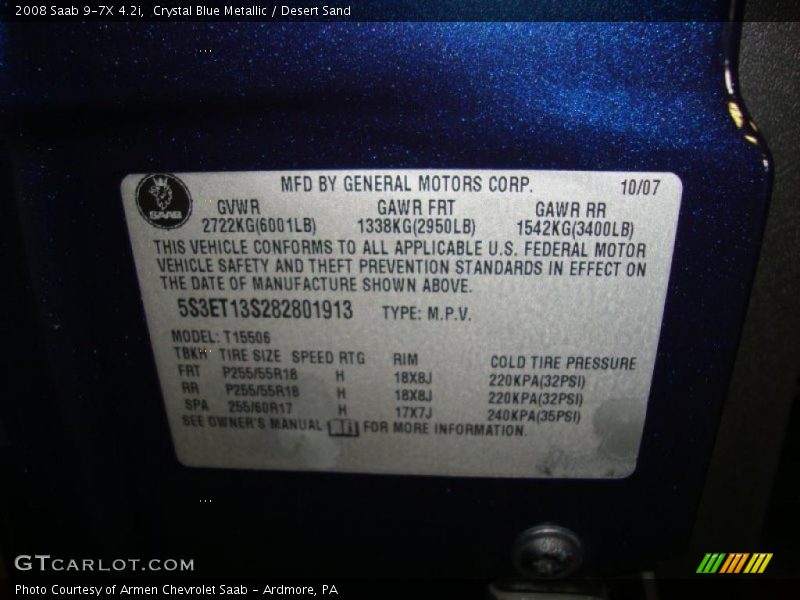 2008 Saab 9-7X 4.2i,  Crystal Blue Metallic / Desert Sand
MFD BY GENERAL MOTORS CORP. 10/07
SAAB
GVWR GAWR FRT GAWR RR
2722KG(6001LB) 1338KG(2950LB) 1542KG(3400LB)
THIS VEHICLE CONFORMS TO ALL APPLICABLE U.S. FEDERAL MOTOR
VEHICLE SAFETY AND THEFT PREVENTION STANDARDS IN EFFECT ON
THE DATE OF MANUFACTURE SHOWN ABOVE.
5S3ET13S282801913 TYPE: M.P.V.
MODEL: T15506
TBKH TIRE SIZE SPEED RTG RIM COLD TIRE PRESSURE
FRT P255/55R18 H 18X8J 220KPA(32PSI)
RR P255/55R18 H 18X8J 220KPA(32PSI)
SPA 255/60R17 H 17X7J 240KPA(35PSI)
SEE OWNER'S MANUAL FOR MORE INFORMATION.
GTCARLOT.COM
Photo Courtesy of Armen Chevrolet Saab - Ardmore, PA